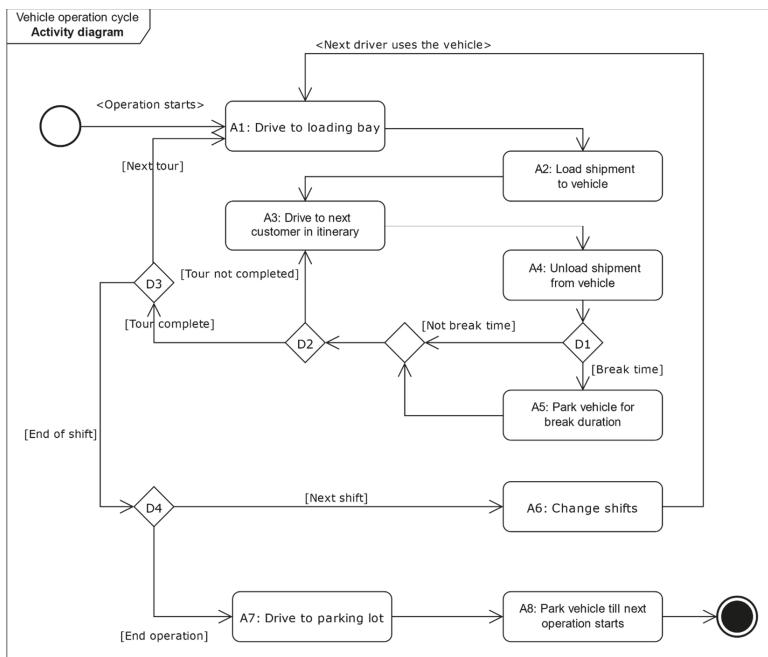 Vehicle operation cycle
Activity diagram
<Next driver uses the vehicle>
<Operation starts>
A1: Drive to loading bay
[Next tour]
A2: Load shipment
to vehicle
A3: Drive to next
customer in itinerary
A4: Unload shipment
from vehicle
D3
[Tour not completed]
[Tour complete]
D2
[Not break time]
D1
[Break time]
A5: Park vehicle for
break duration
[End of shift]
D4
[Next shift]
A6: Change shifts
[End operation]
A7: Drive to parking lot
A8: Park vehicle till next
operation starts